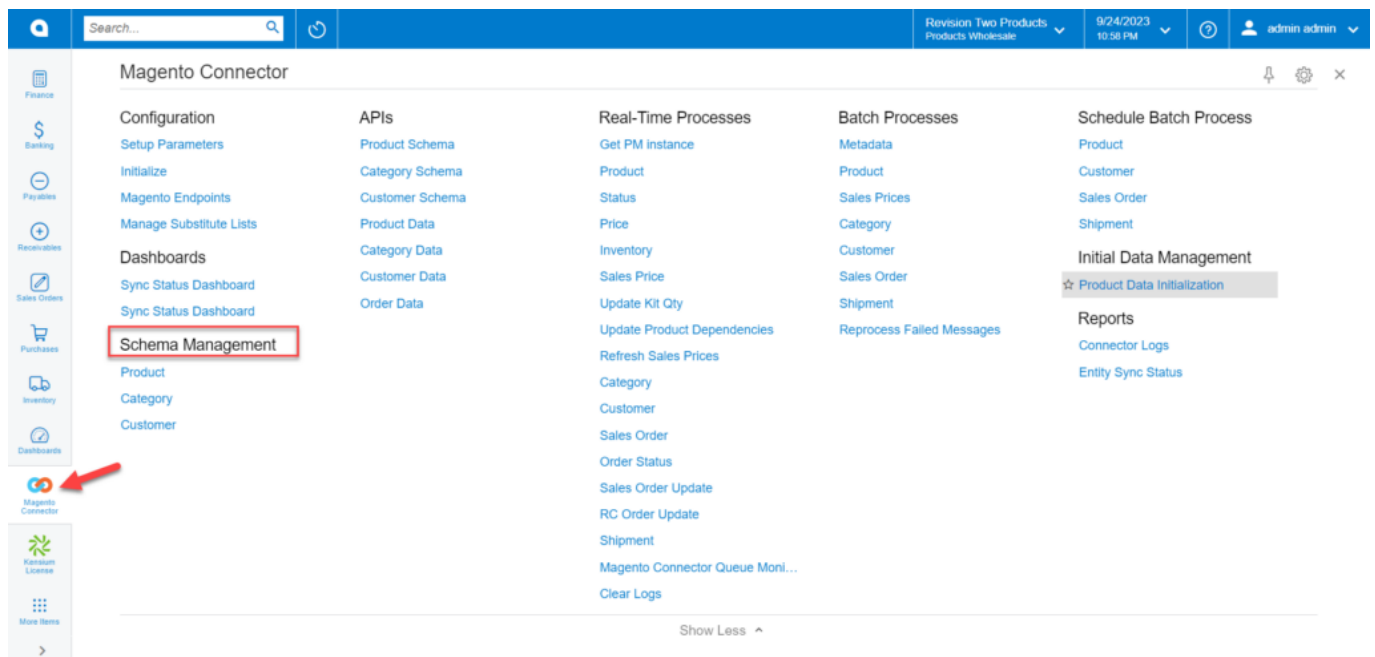 Search...
Revision Two Products
Products Wholesale
9/24/2023
10:58 PM
admin admin
Finance
Banking
Payables
Receivables
Sales Orders
Purchases
Inventory
Dashboards
Magento
Connector
Kensium
License
More Items
Magento Connector
Configuration
Setup Parameters
Initialize
Magento Endpoints
Manage Substitute Lists
Dashboards
Sync Status Dashboard
Sync Status Dashboard
Schema Management
Product
Category
Customer
APIs
Product Schema
Category Schema
Customer Schema
Product Data
Category Data
Customer Data
Order Data
Real-Time Processes
Get PM instance
Product
Status
Price
Inventory
Sales Price
Update Kit Qty
Update Product Dependencies
Refresh Sales Prices
Category
Customer
Sales Order
Order Status
Sales Order Update
RC Order Update
Shipment
Magento Connector Queue Moni...
Clear Logs
Batch Processes
Metadata
Product
Sales Prices
Category
Customer
Sales Order
Shipment
Reprocess Failed Messages
Schedule Batch Process
Product
Customer
Sales Order
Shipment
Initial Data Management
Product Data Initialization
Reports
Connector Logs
Entity Sync Status
Show Less